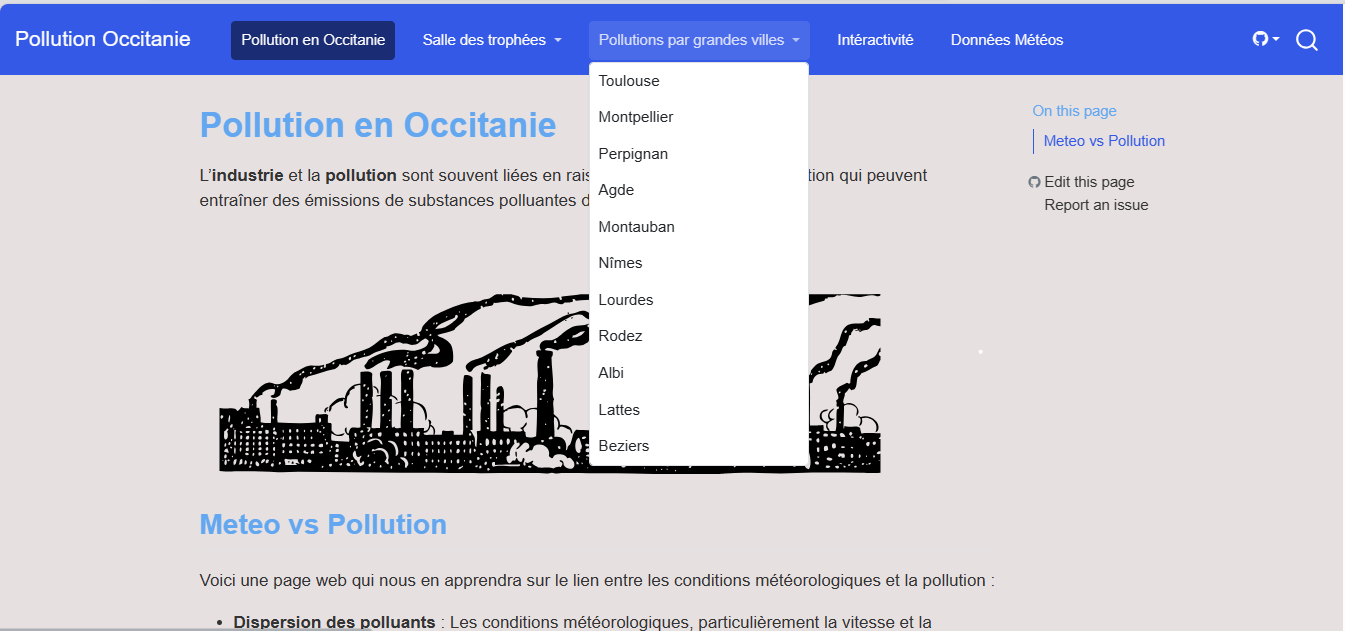 Pollution Occitanie
Pollution en Occitanie
Salle des trophées
Pollutions par grandes villes
Intéractivité
Données Météos
Toulouse
Montpellier
Perpignan
Agde
Montauban
Nîmes
Lourdes
Rodez
Albi
Lattes
Beziers
Pollution en Occitanie
L'industrie et la pollution sont souvent liées en rais tion qui peuvent
entraîner des émissions de substances polluantes d
On this page
Meteo vs Pollution
Edit this page
Report an issue
Meteo vs Pollution
Voici une page web qui nous en apprendra sur le lien entre les conditions météorologiques et la pollution :
• Dispersion des polluants : Les conditions météorologiques, particulièrement la vitesse et la